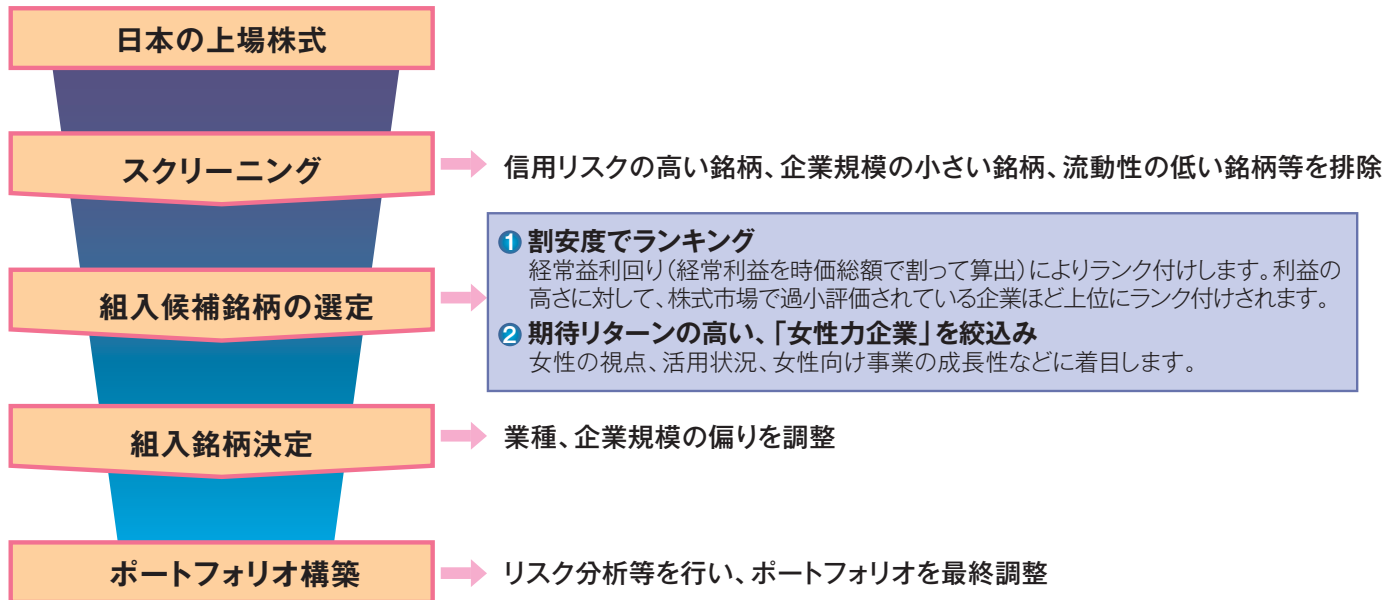 日本の上場株式
スクリーニング
信用リスクの高い銘柄、企業規模の小さい銘柄、流動性の低い銘柄等を排除
組入候補銘柄の選定
❶ 割安度でランキング
経常益利回り(経常利益を時価総額で割って算出)によりランク付けします。利益の
高さに対して、株式市場で過小評価されている企業ほど上位にランク付けされます。
❷ 期待リターンの高い、「女性力企業」を絞込み
女性の視点、活用状況、女性向け事業の成長性などに着目します。
組入銘柄決定
業種、企業規模の偏りを調整
ポートフォリオ構築
リスク分析等を行い、ポートフォリオを最終調整